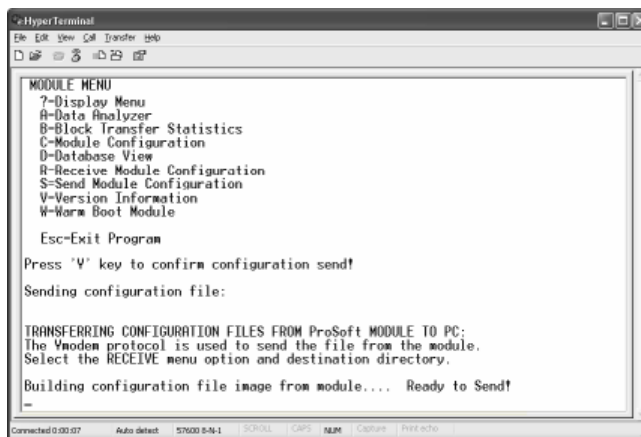 HyperTerminal
File Edit View Call Transfer Help
MODULE MENU
?=Display Menu
A=Data Analyzer
B=Block Transfer Statistics
C=Module Configuration
D=Database View
R=Receive Module Configuration
S=Send Module Configuration
V=Version Information
W=Warm Boot Module
Esc=Exit Program
Press 'Y' key to confirm configuration send!
Sending configuration file:
TRANSFERRING CONFIGURATION FILES FROM ProSoft MODULE TO PC:
The Ymodem protocol is used to send the file from the module.
Select the RECEIVE menu option and destination directory.
Building configuration file image from module.... Ready to Send!
_
Connected 0:00:07 Auto detect 57600 8-N-1 SCROLL CAPS NUM Capture Print echo